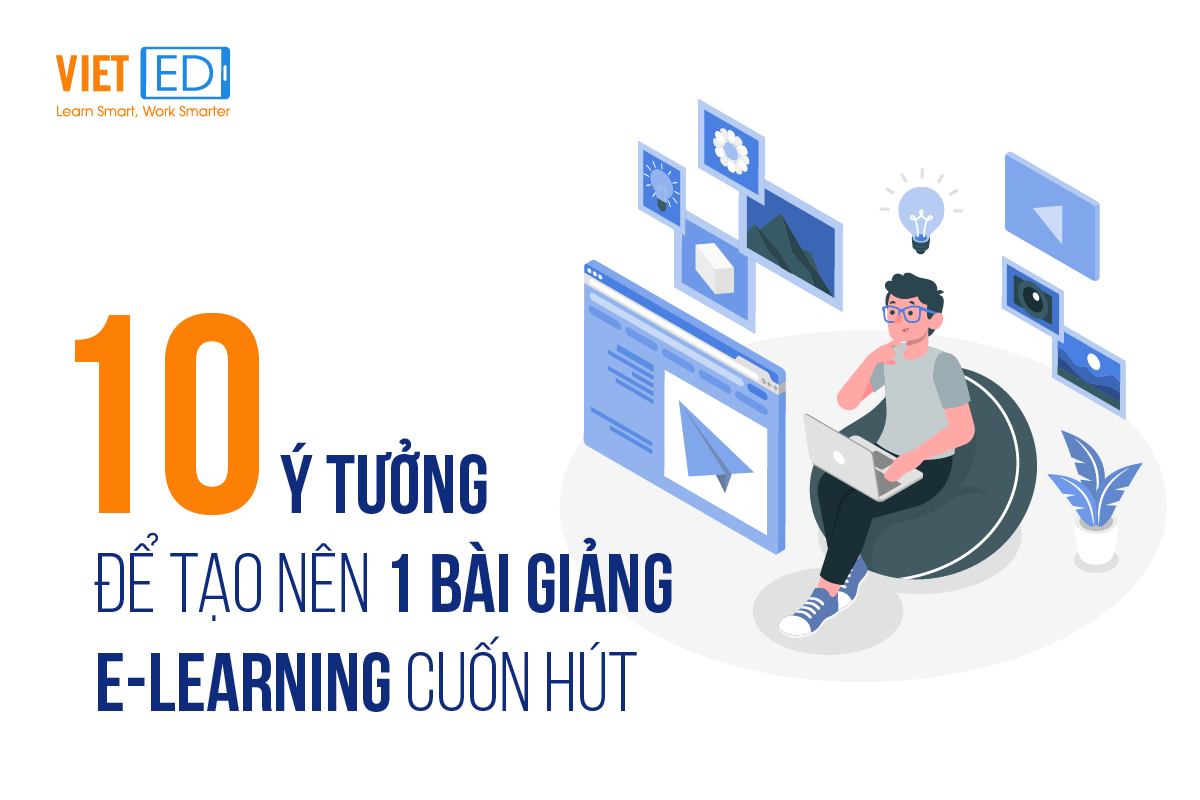 VIET ED
Learn Smart, Work Smarter
10 Ý TƯỞNG
ĐỂ TẠO NÊN 1 BÀI GIẢNG
E-LEARNING CUỐN HÚT